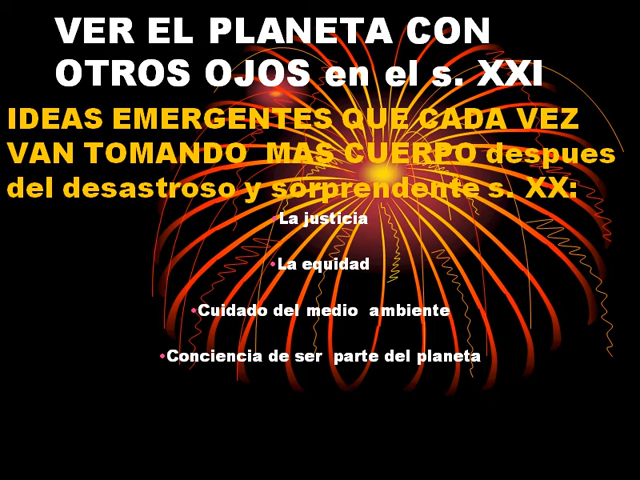 VER EL PLANETA CON
OTROS OJOS en el s. XXI
IDEAS EMERGENTES QUE CADA VEZ
VAN TOMANDO MAS CUERPO despues
del desastroso y sorprendente s. XX:
•La justicia
•La equidad
•Cuidado del medio ambiente
•Conciencia de ser parte del planeta